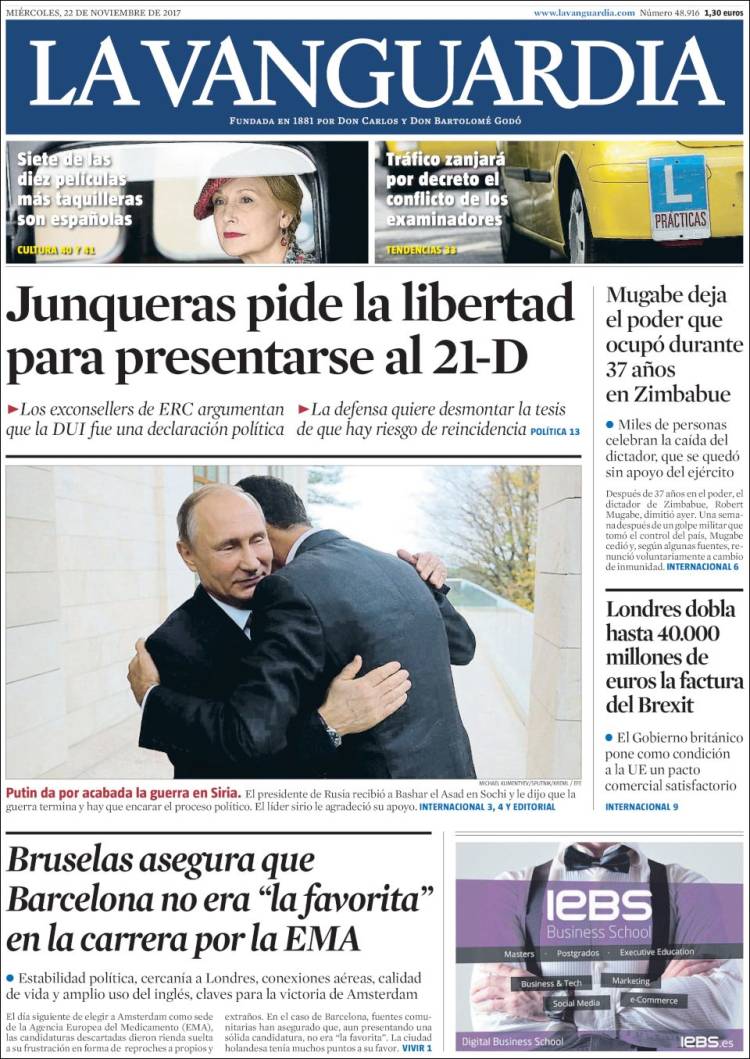 MIÉRCOLES, 22 DE NOVIEMBRE DE 2017
www.lavanguardia.com Número 48.916 1,30 euros
LA VANGUARDIA
FUNDADA EN 1881 POR DON CARLOS Y DON BARTOLOMÉ GODÓ
Siete de las
diez películas
más taquilleras
son españolas
CULTURA 40 Y 41
Tráfico zanjará
por decreto el
conflicto de los
examinadores
TENDENCIAS 33
L
PRÁCTICAS
Junqueras pide la libertad
para presentarse al 21-D
►Los exconsellers de ERC argumentan
que la DUI fue una declaración política
►La defensa quiere desmontar la tesis
de que hay riesgo de reincidencia POLÍTICA 13
MICHAEL KLIMENTYEV/SPUTNIK/KREML / EFE
Putin da por acabada la guerra en Siria. El presidente de Rusia recibió a Bashar el Asad en Sochi y le dijo que la
guerra termina y hay que encarar el proceso político. El líder sirio le agradeció su apoyo. INTERNACIONAL 3, 4 Y EDITORIAL
Mugabe deja
el poder que
ocupó durante
37 años
en Zimbabue
● Miles de personas
celebran la caída del
dictador, que se quedó
sin apoyo del ejército
Después de 37 años en el poder, el
dictador de Zimbabue, Robert
Mugabe, dimitió ayer. Una sema-
na después de un golpe militar que
tomó el control del país, Mugabe
cedió y, según algunas fuentes, re-
nunció voluntariamente a cambio
de inmunidad. INTERNACIONAL 6
Londres dobla
hasta 40.000
millones de
euros la factura
del Brexit
● El Gobierno británico
pone como condición
a la UE un pacto
comercial satisfactorio
INTERNACIONAL 9
Bruselas asegura que
Barcelona no era “la favorita”
en la carrera por la EMA
● Estabilidad política, cercanía a Londres, conexiones aéreas, calidad
de vida y amplio uso del inglés, claves para la victoria de Amsterdam
El día siguiente de elegir a Amsterdam como sede
de la Agencia Europea del Medicamento (EMA),
las candidaturas descartadas dieron rienda suelta
a su frustración en forma de reproches a propios y
extraños. En el caso de Barcelona, fuentes comuni-
tarias han asegurado que, aun presentando una
sólida candidatura, no era “la favorita”. La ciudad
holandesa tenía muchos puntos a su favor. VIVIR 1
IEBS
Business School
Masters · Postgrados · Executive Education
Business & Tech
Marketing
Social Media
e-Commerce
Digital Business School
IEBS.es